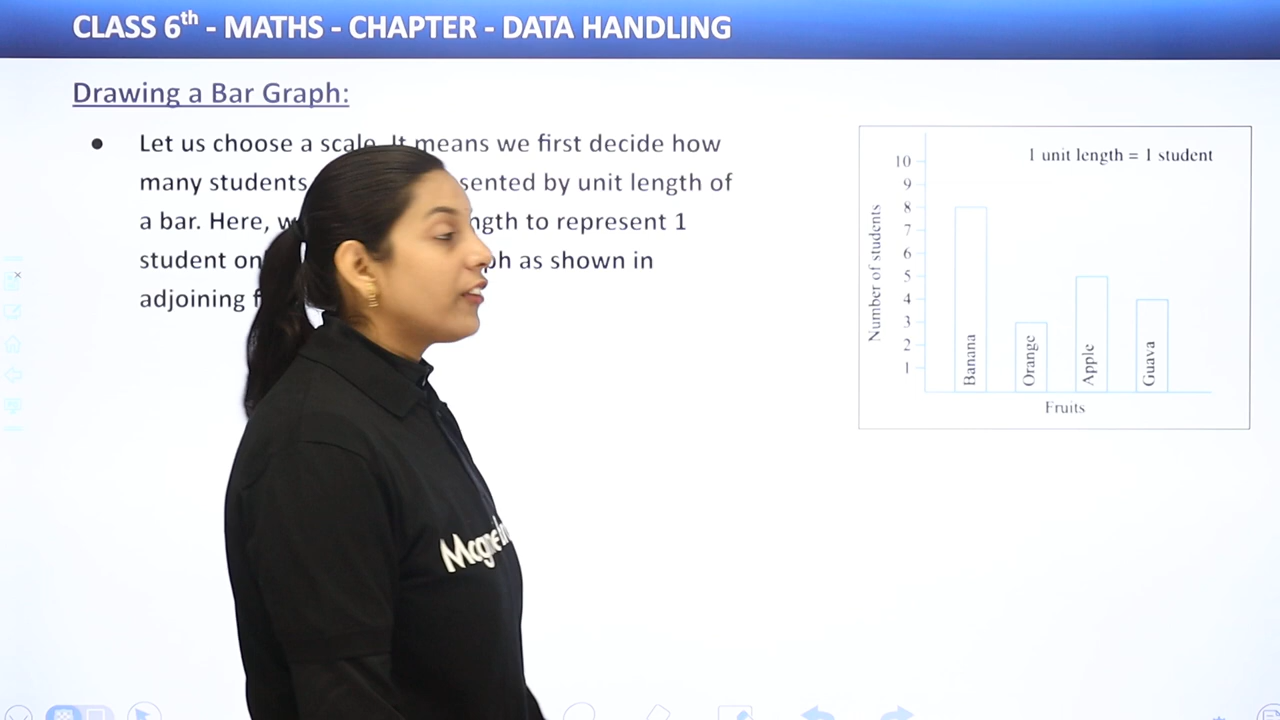 CLASS 6th - MATHS - CHAPTER - DATA HANDLING
Drawing a Bar Graph:
● Let us choose a scale. It means we first decide how
many students sented by unit length of
a bar. Here, ngth to represent 1
student on ph as shown in
adjoining
1 unit length = 1 student
10
9
8
7
6
5
4
3
2
1
Number of students
Banana
Orange
Apple
Guava
Fruits